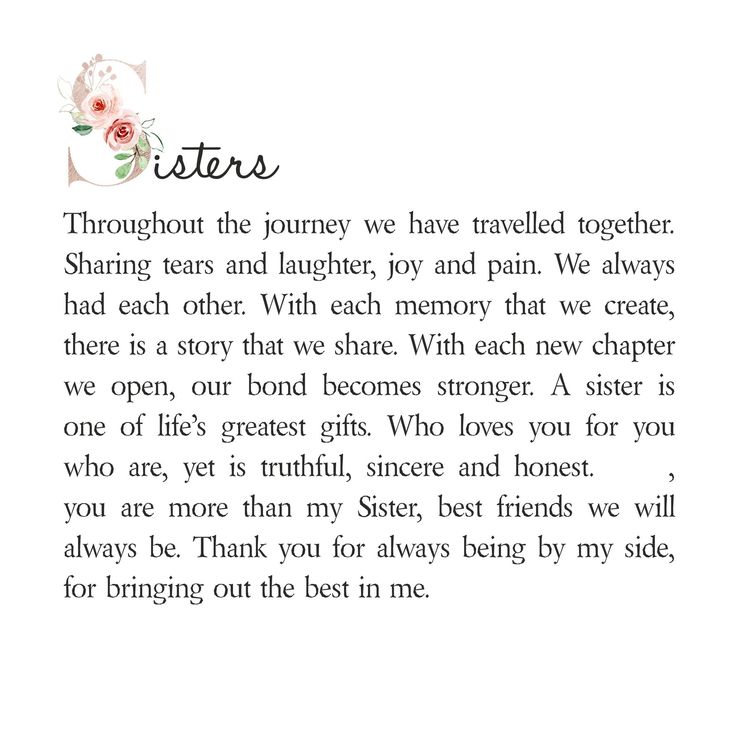 Sisters
Throughout the journey we have travelled together.
Sharing tears and laughter, joy and pain. We always
had each other. With each memory that we create,
there is a story that we share. With each new chapter
we open, our bond becomes stronger. A sister is
one of life’s greatest gifts. Who loves you for you
who are, yet is truthful, sincere and honest. ,
you are more than my Sister, best friends we will
always be. Thank you for always being by my side,
for bringing out the best in me.